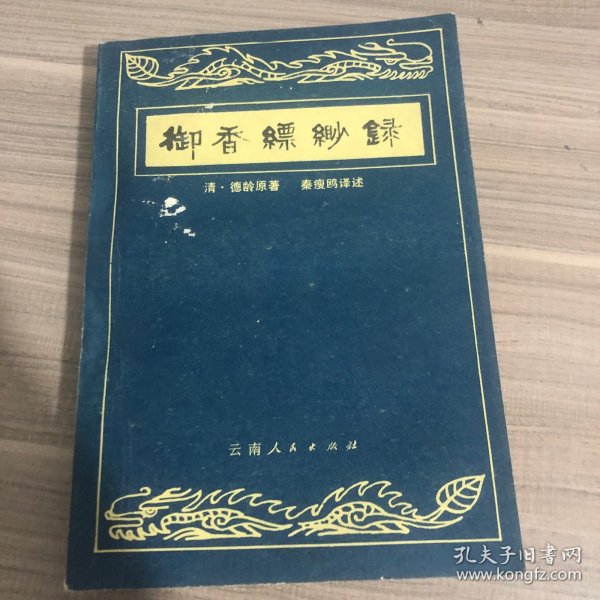 御香縹緲録
清·德龄原著 秦瘦鸥译述
云南人民出版社
孔夫子旧书网
www.kongfz.com